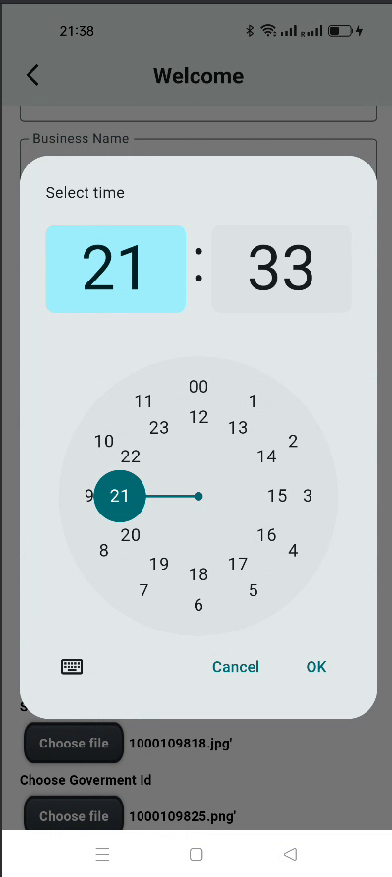 21:38
Welcome
Business Name
Select time
21 : 33
00
11 1
12
23 13
10 2
22 14
9 21 15 3
20 16
8 4
19 17
18
7 5
6
Cancel OK
S
Choose file 1000109818.jpg'
Choose Goverment Id
Choose file 1000109825.png'